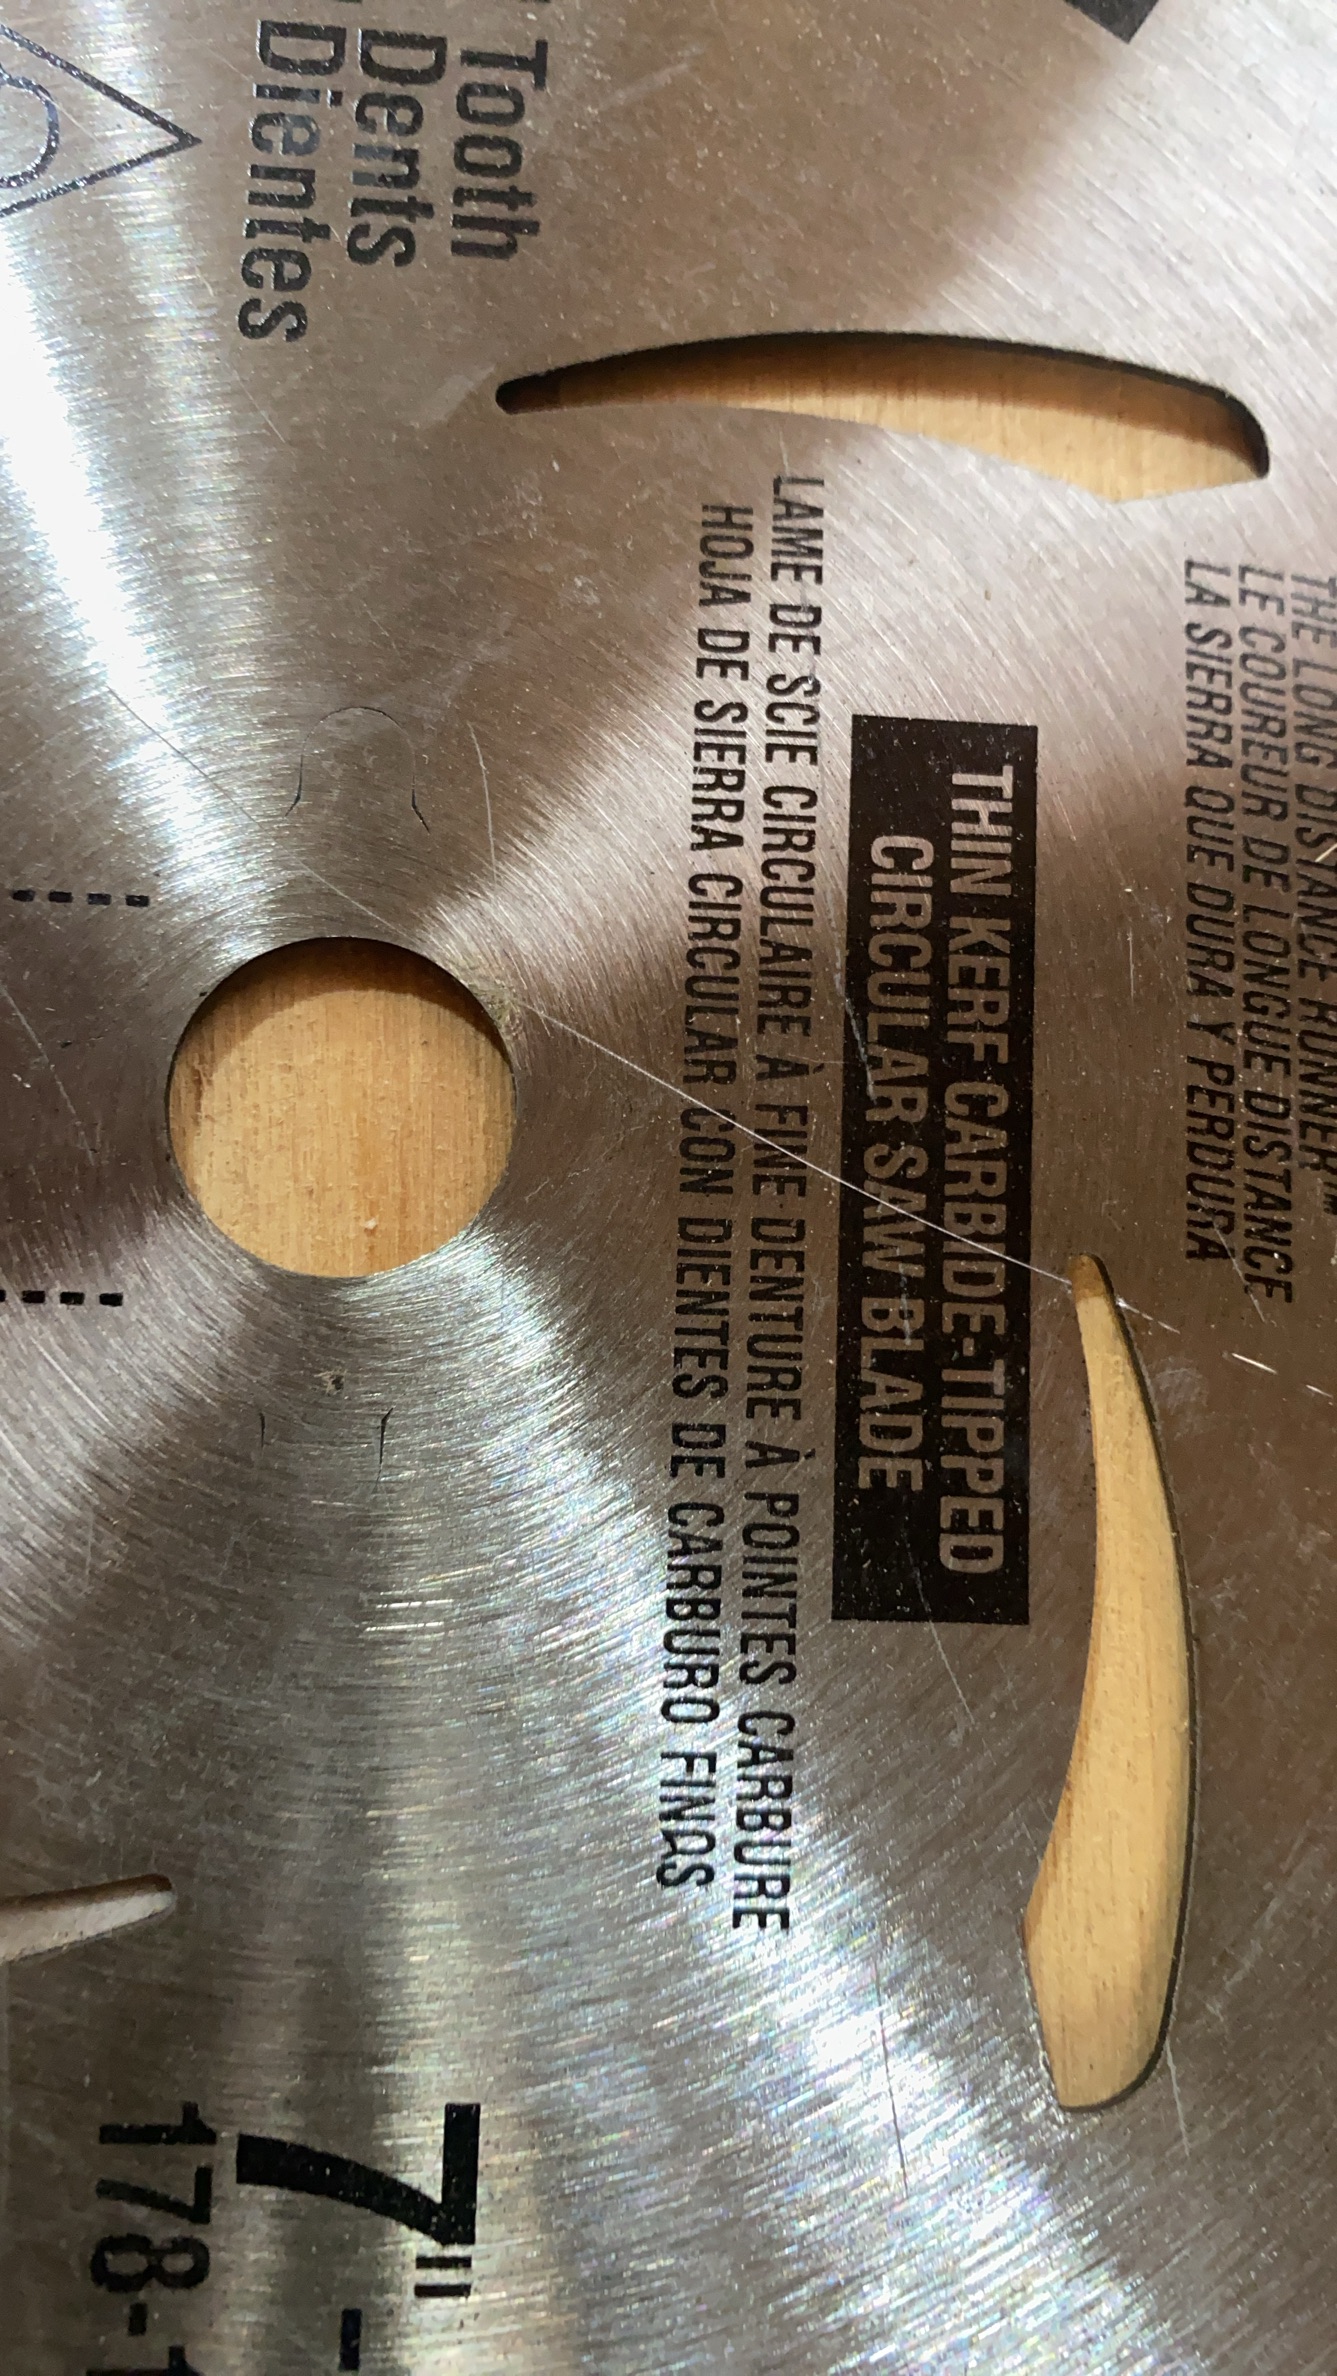 THE LONG DISTANCE RUNNER™
LE COUREUR DE LONGUE DISTANCE
LA SIERRA QUE DURA Y PERDURA
THIN KERF CARBIDE-TIPPED
CIRCULAR SAW BLADE
LAME DE SCIE CIRCULAIRE À FINE DENTURE À POINTES CARBURE
HOJA DE SIERRA CIRCULAR CON DIENTES DE CARBURO FINOS
Tooth
Dents
Dientes
7" -
178-